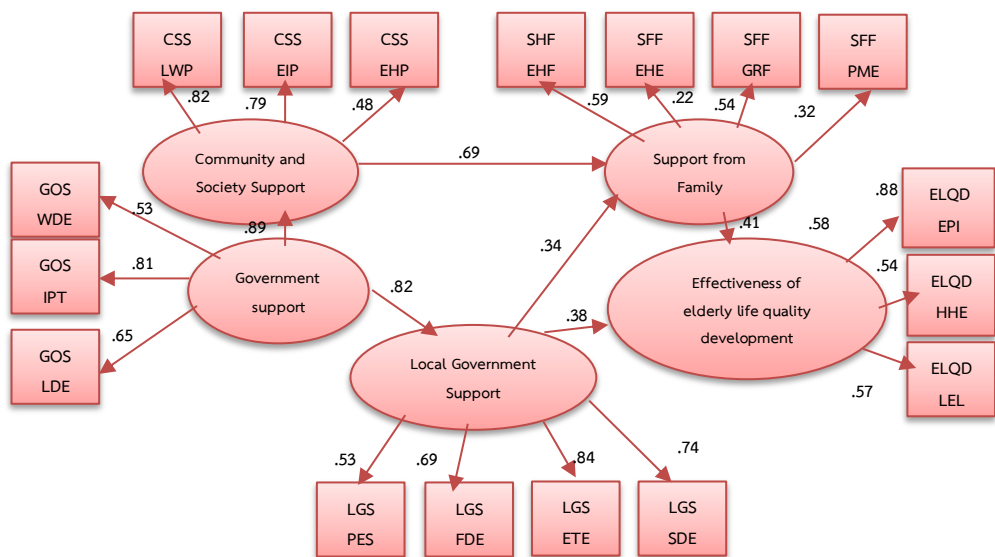 CSS
LWP
CSS
EIP
CSS
EHP
SHF
EHF
SFF
EHE
SFF
GRF
SFF
PME
.82
.79
.48
.59
.22
.54
.32
Community and
Society Support
.69
Support from
Family
GOS
WDE
.53
.89
.34
.41
.58
.88
ELQD
EPI
GOS
IPT
.81
Government
support
.82
Effectiveness of
elderly life quality
development
.54
ELQD
HHE
GOS
LDE
.65
.38
Local Government
Support
.57
ELQD
LEL
.53
.69
.84
.74
LGS
PES
LGS
FDE
LGS
ETE
LGS
SDE